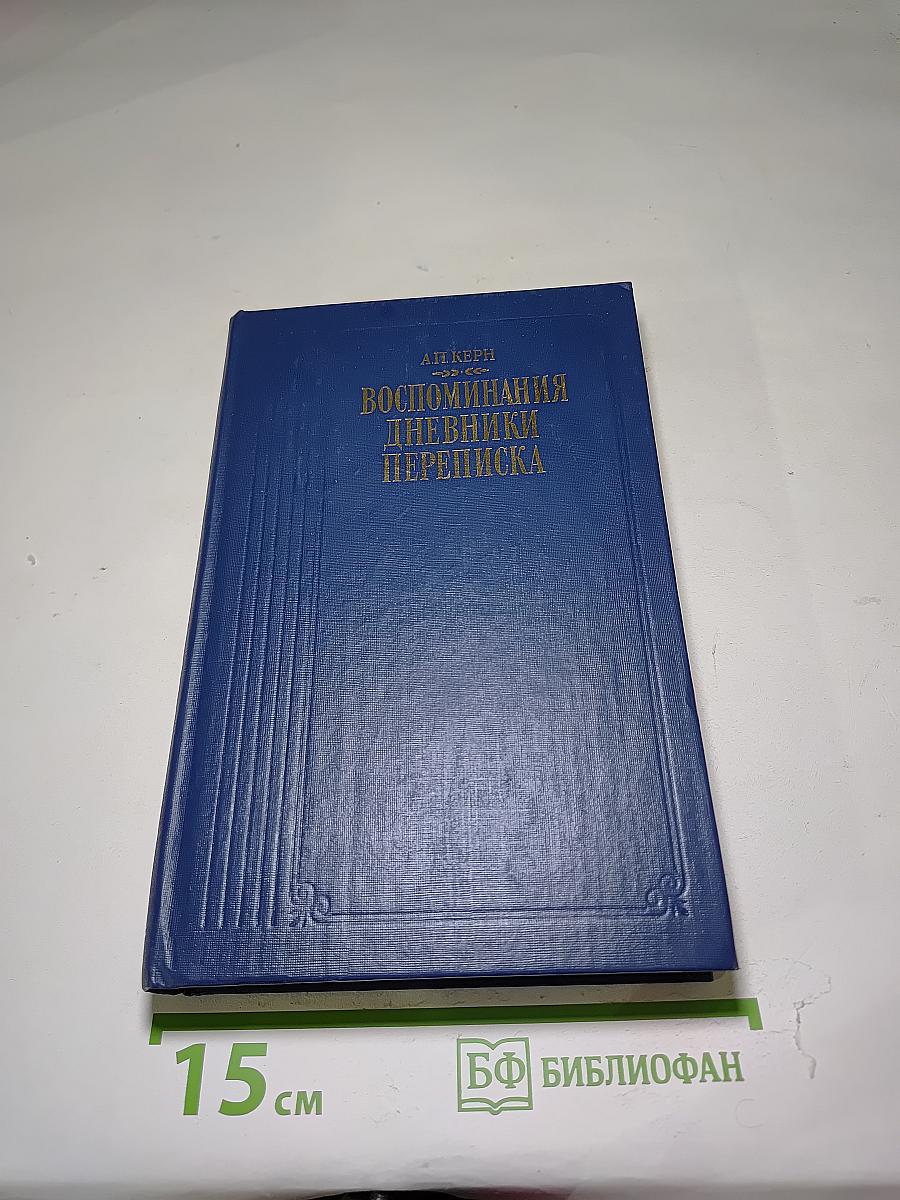 А.П. КЕРН
ВОСПОМИНАНИЯ
ДНЕВНИКИ
ПЕРЕПИСКА
15 см
БФ БИБЛИОФАН